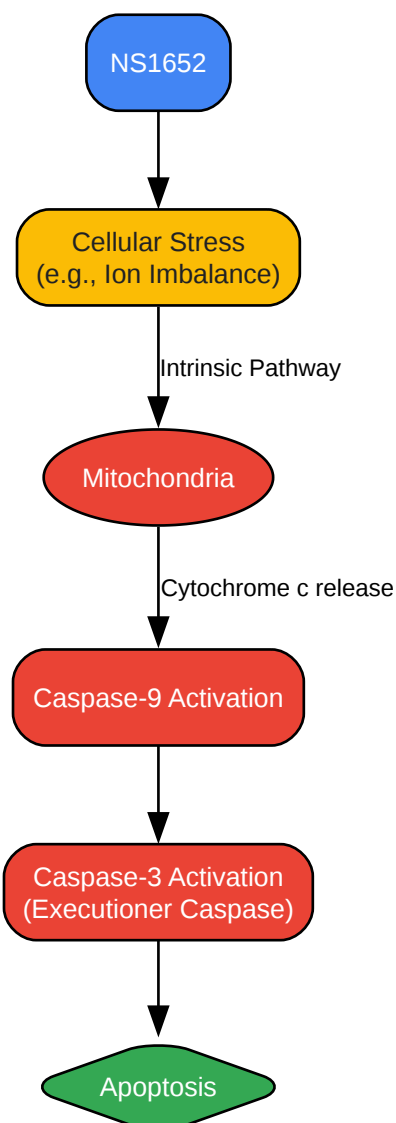 NS1652
Cellular Stress
(e.g., Ion Imbalance)
Intrinsic Pathway
Mitochondria
Cytochrome c release
Caspase-9 Activation
Caspase-3 Activation
(Executioner Caspase)
Apoptosis